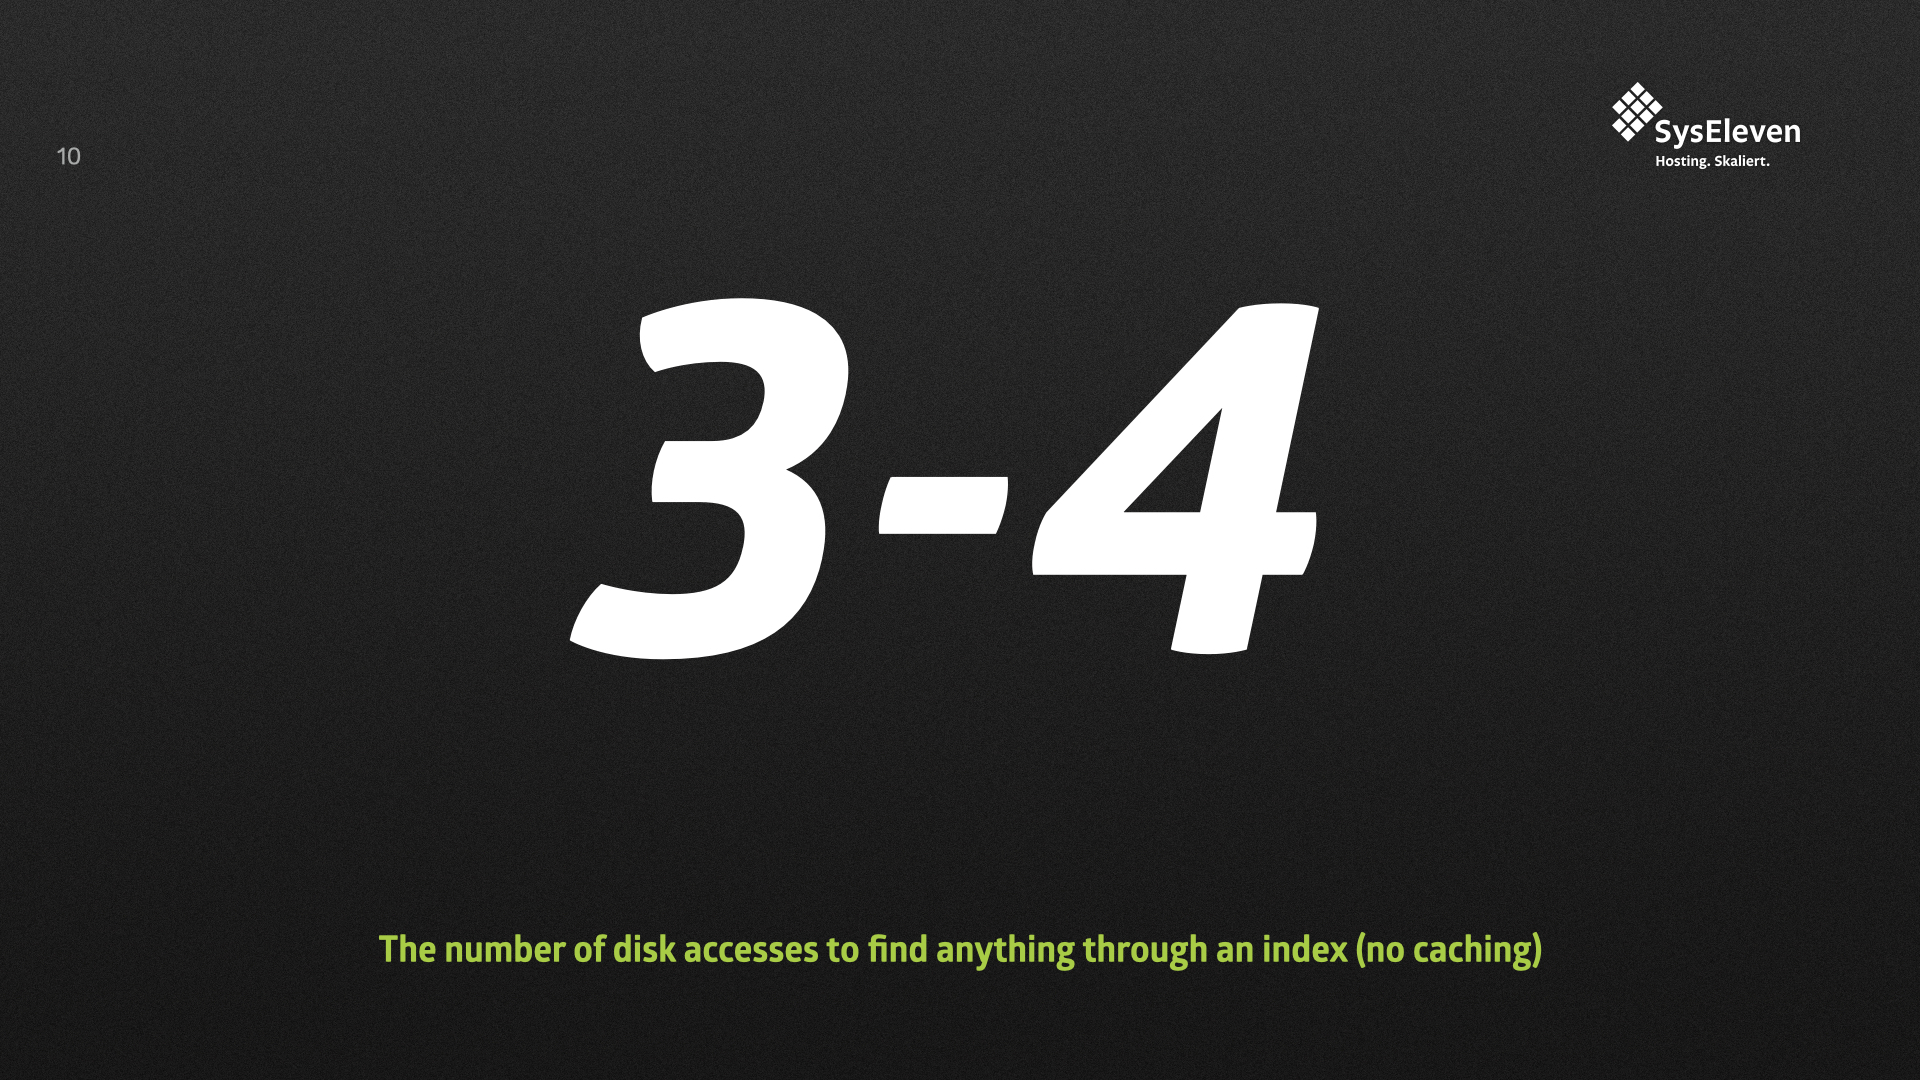 10
SysEleven
Hosting. Skaliert.
3-4
The number of disk accesses to find anything through an index (no caching)